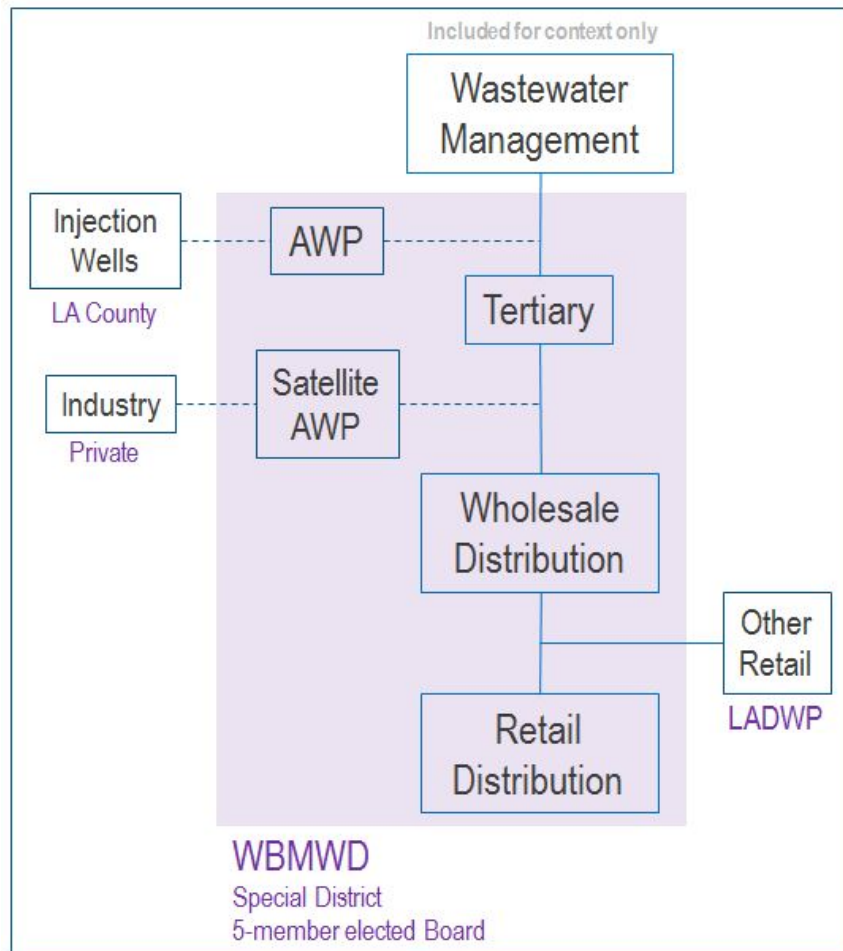 Included for context only
Wastewater
Management
Injection
Wells
LA County
AWP
Tertiary
Industry
Private
Satellite
AWP
Wholesale
Distribution
Other
Retail
LADWP
Retail
Distribution
WBMWD
Special District
5-member elected Board